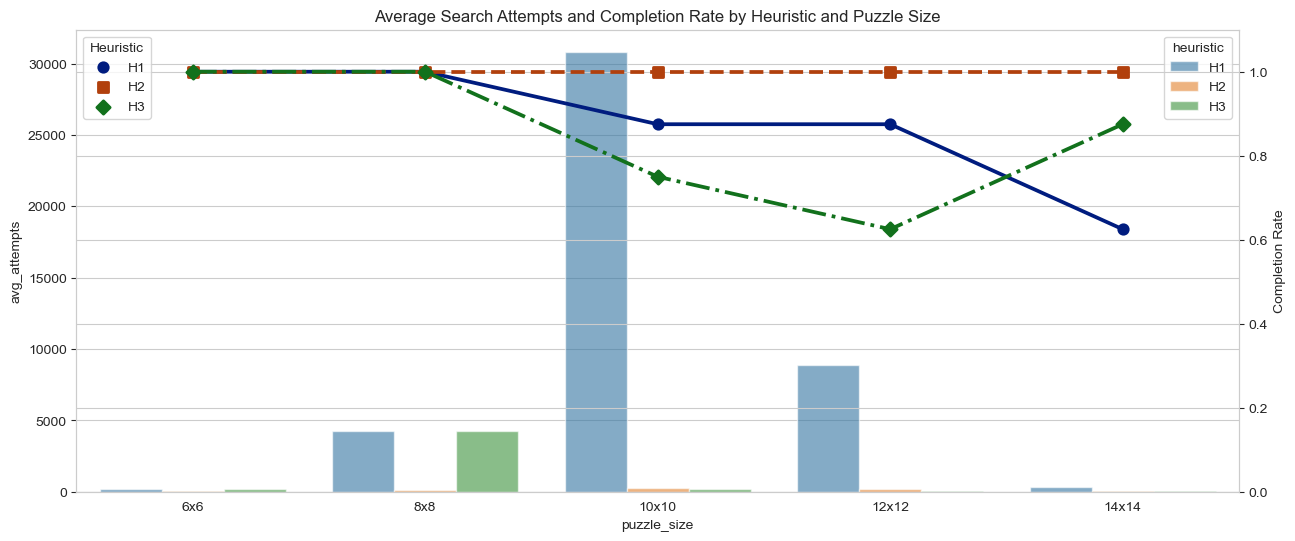 Average Search Attempts and Completion Rate by Heuristic and Puzzle Size
Heuristic
H1
H2
H3
heuristic
H1
H2
H3
avg_attempts
30000
25000
20000
15000
10000
5000
0
Completion Rate
1.0
0.8
0.6
0.4
0.2
0.0
6x6 8x8 10x10 12x12 14x14
puzzle_size